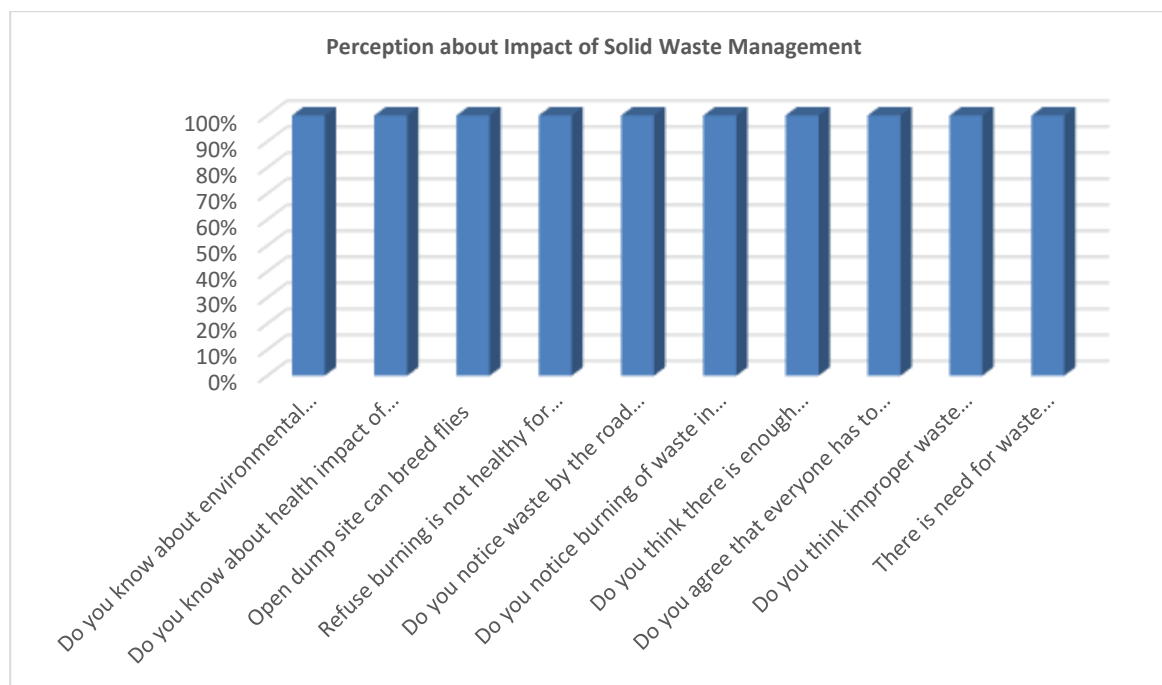 Perception about Impact of Solid Waste Management
100%
90%
80%
70%
60%
50%
40%
30%
20%
10%
0%
Do you know about environmental...
Do you know about health impact of...
Open dump site can breed flies
Refuse burning is not healthy for...
Do you notice waste by the road...
Do you notice burning of waste in...
Do you think there is enough...
Do you agree that everyone has to...
Do you think improper waste...
There is need for waste...